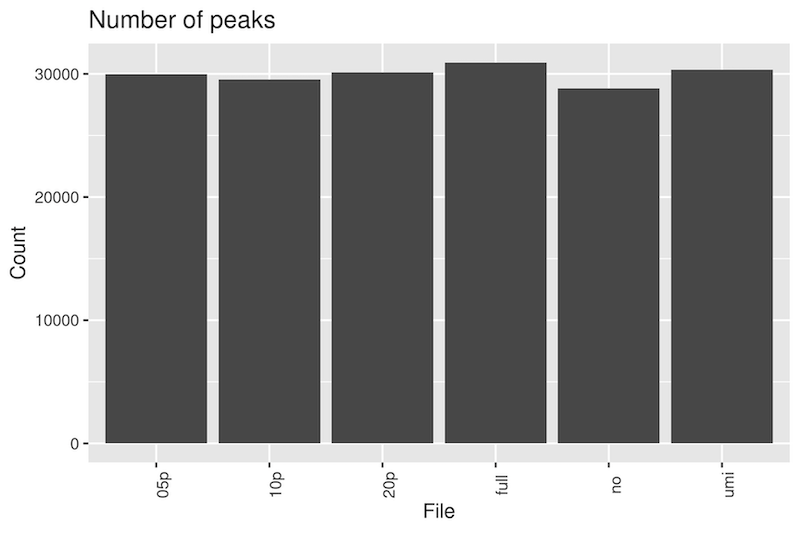 Number of peaks
30000
20000
10000
0
Count
05p
10p
20p
full
no
umi
File